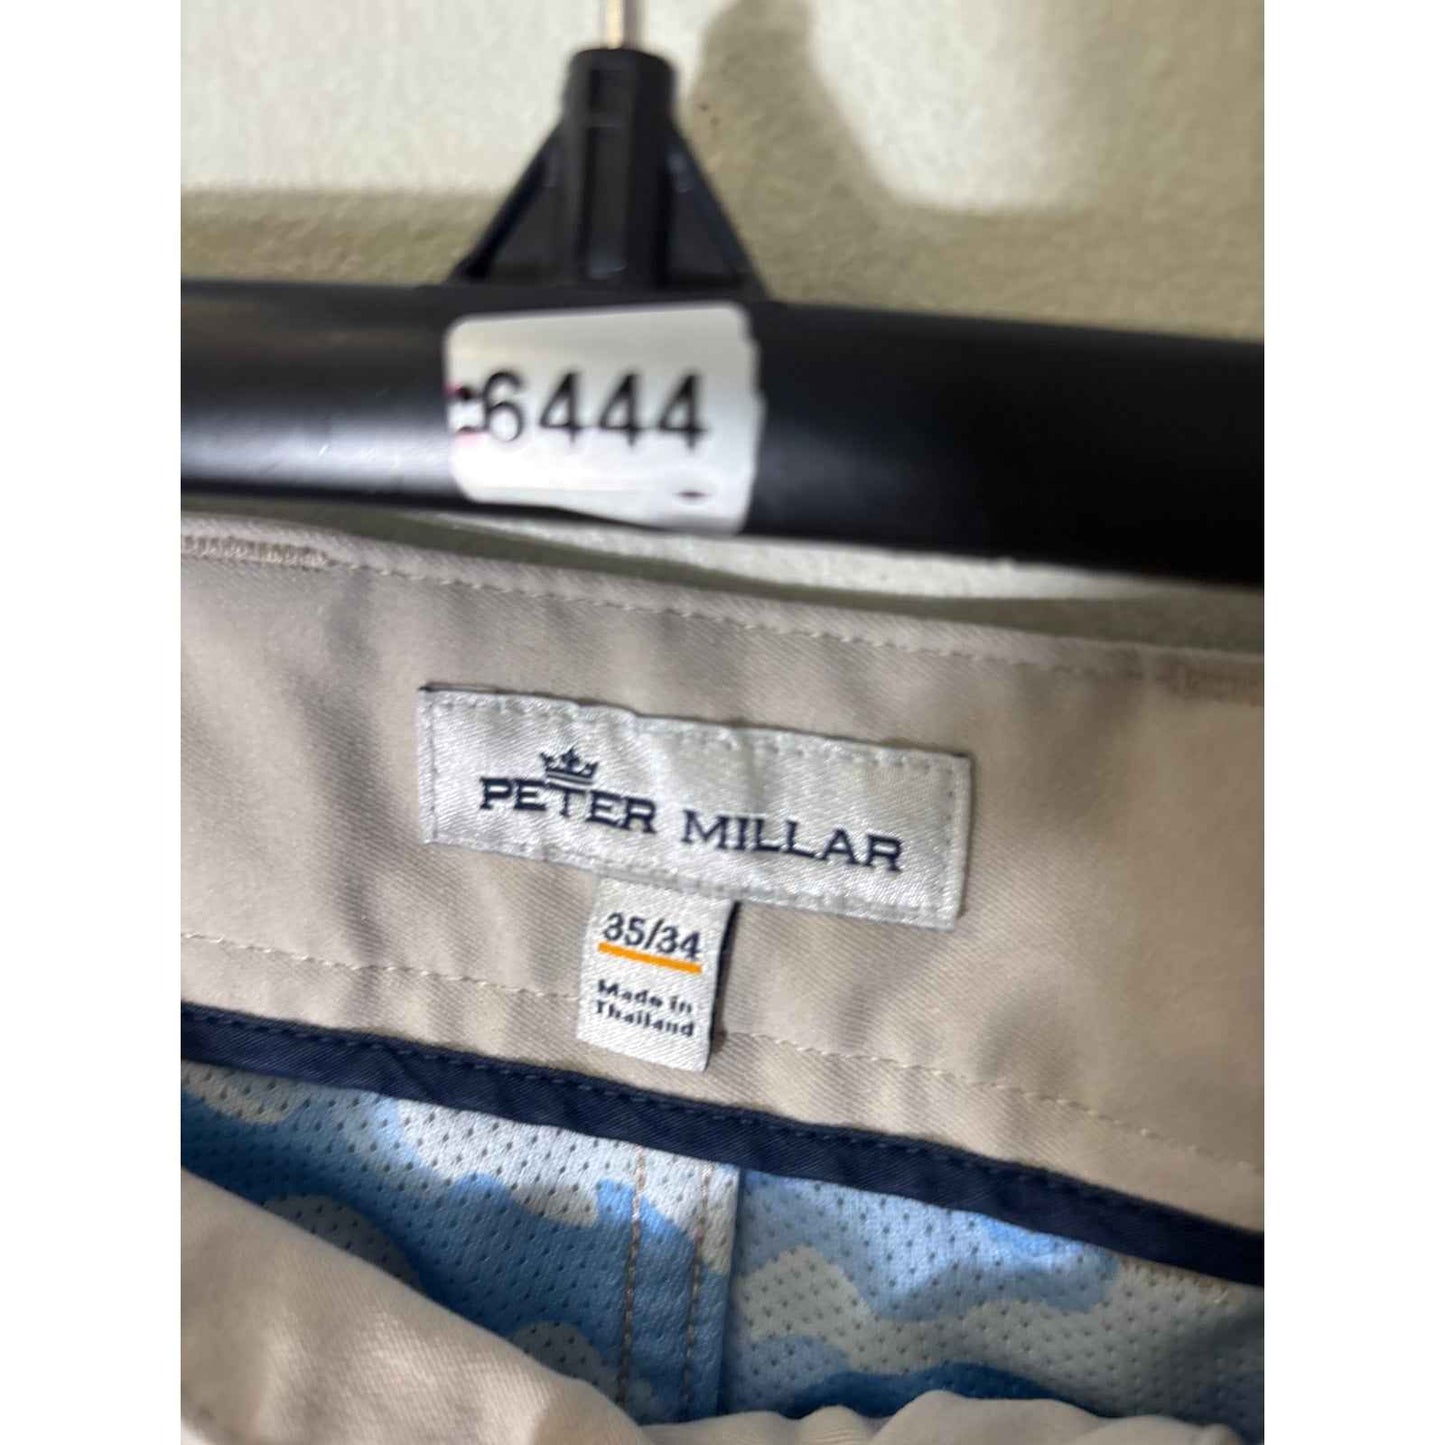 6444
PETER MILLAR
35/34
Made in
Thailand